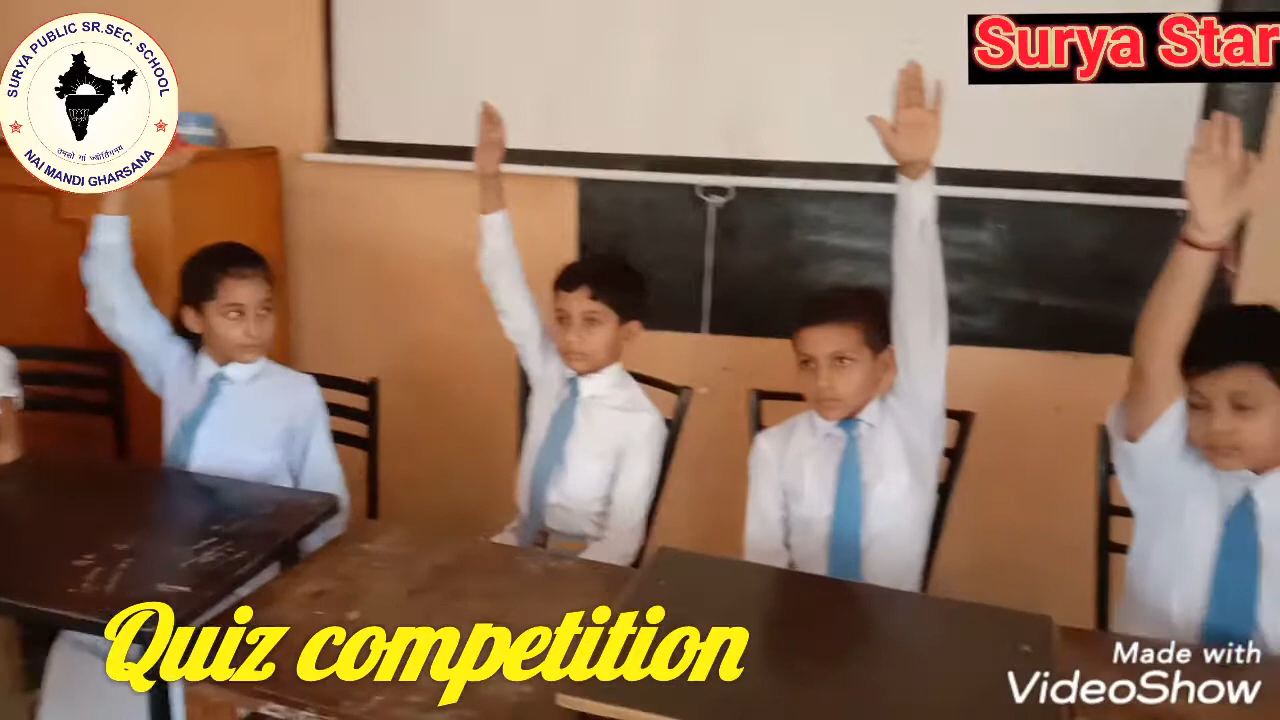 SURYA PUBLIC SR.SEC. SCHOOL
NAI MANDI GHARSANA
Surya Star
Quiz competition
Made with
VideoShow